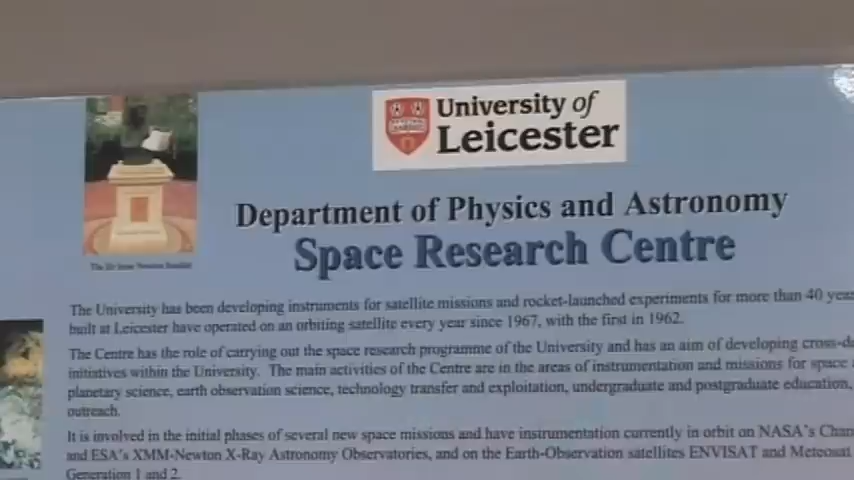 University of
Leicester
Department of Physics and Astronomy
Space Research Centre
The Sir Isaac Newton
The University has been developing instruments for satellite missions and rocket-launched experiments for more than 40 year
built at Leicester have operated on an orbiting satellite every year since 1967, with the first in 1962.
The Centre has the role of carrying out the space research programme of the University and has an aim of developing cross-d
initiatives within the University. The main activities of the Centre are in the areas of instrumentation and missions for space
planetary science, earth observation science, technology transfer and exploitation, undergraduate and postgraduate education,
outreach.
It is involved in the initial phases of several new space missions and have instrumentation currently in orbit on NASA's Chan
and ESA's XMM-Newton X-Ray Astronomy Observatories, and on the Earth-Observation satellites ENVISAT and Meteosat
Generation 1 and 2.